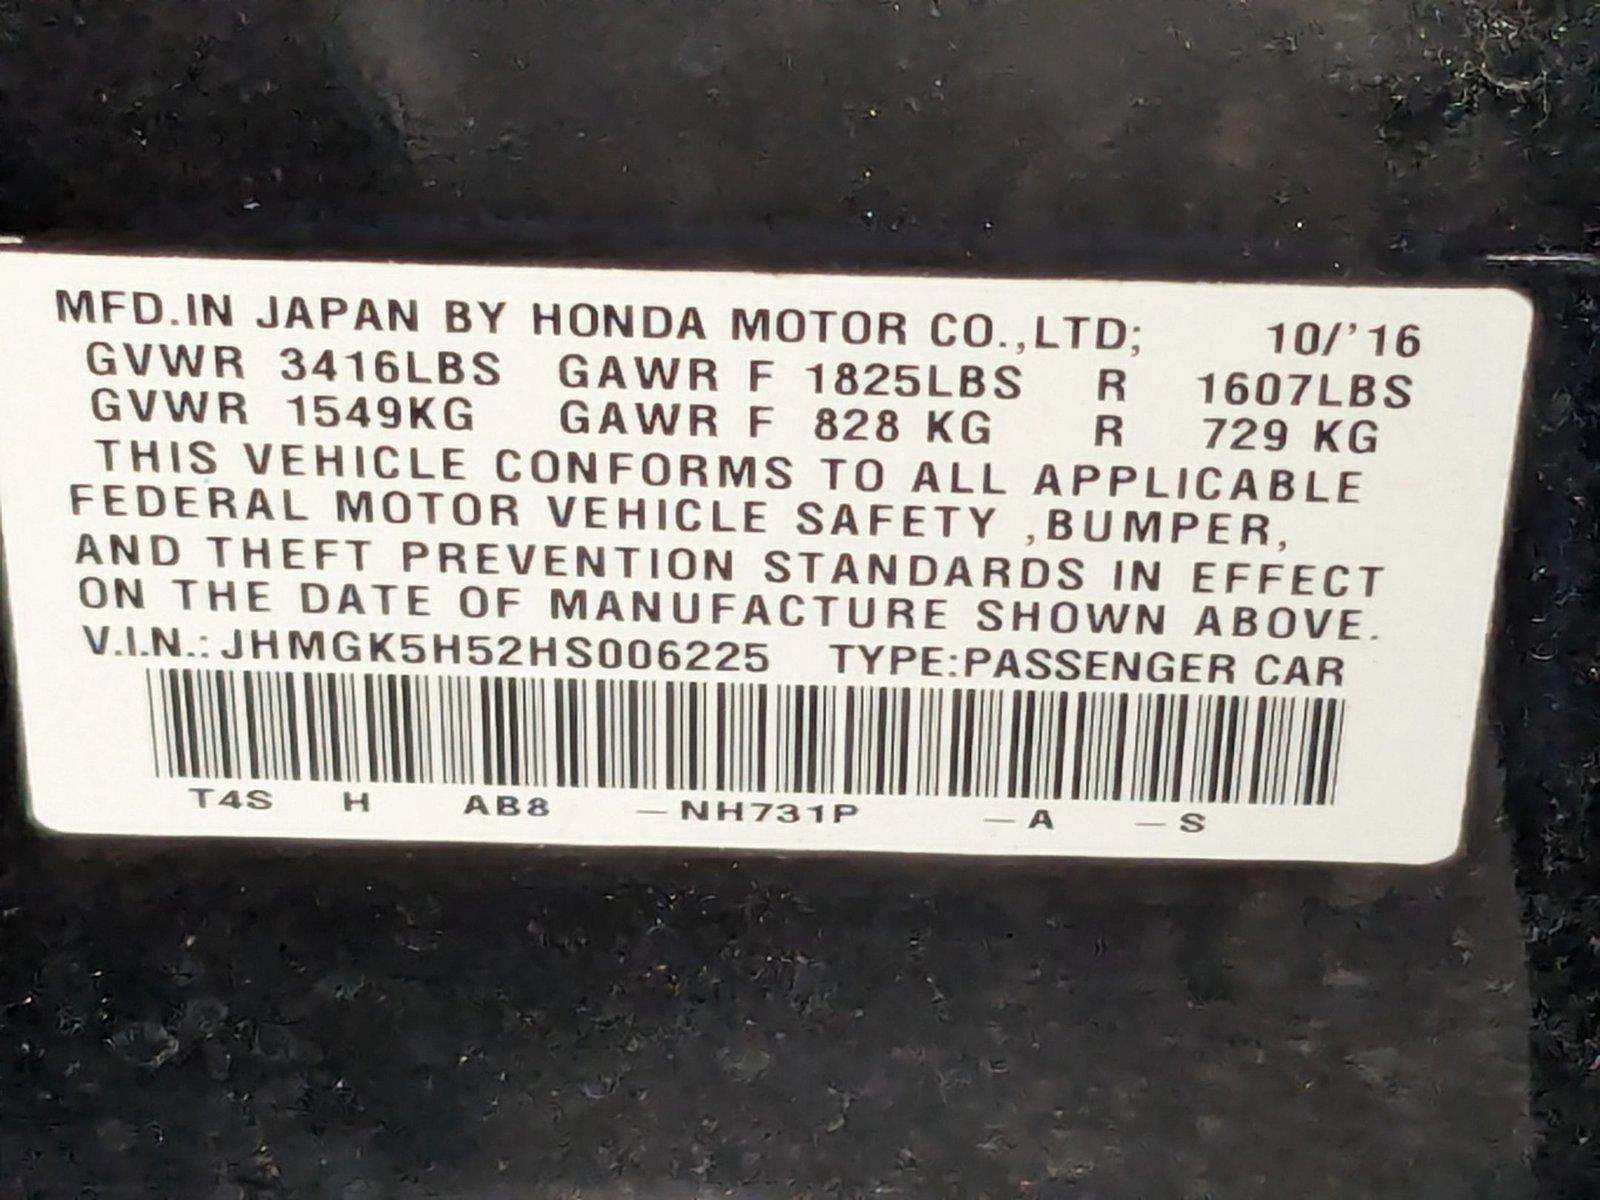 MFD.IN JAPAN BY HONDA MOTOR CO.,LTD; 10/'16
GVWR 3416LBS GAWR F 1825LBS R 1607LBS
GVWR 1549KG GAWR F 828 KG R 729 KG
THIS VEHICLE CONFORMS TO ALL APPLICABLE
FEDERAL MOTOR VEHICLE SAFETY ,BUMPER,
AND THEFT PREVENTION STANDARDS IN EFFECT
ON THE DATE OF MANUFACTURE SHOWN ABOVE.
V.I.N.: JHMGK5H52HS006225 TYPE:PASSENGER CAR
T4S H AB8 –NH731P –A –S